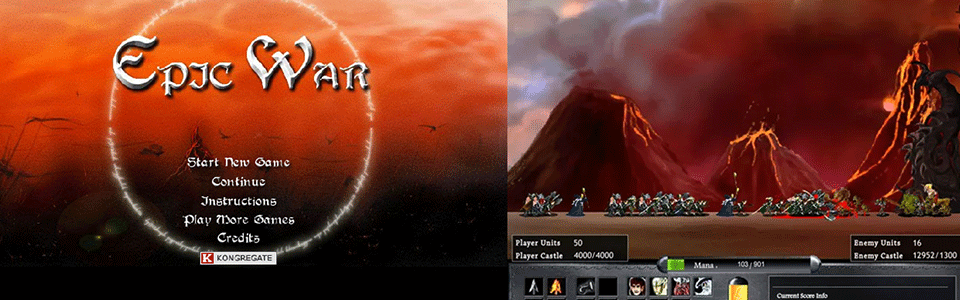 Epic War
Start New Game
Continue
Instructions
Play More Games
Credits
K KONGREGATE
Player Units 50
Player Castle 4000/4000
Enemy Units 16
Enemy Castle 12952/1300
Mana : 103 / 901
Current Score Info